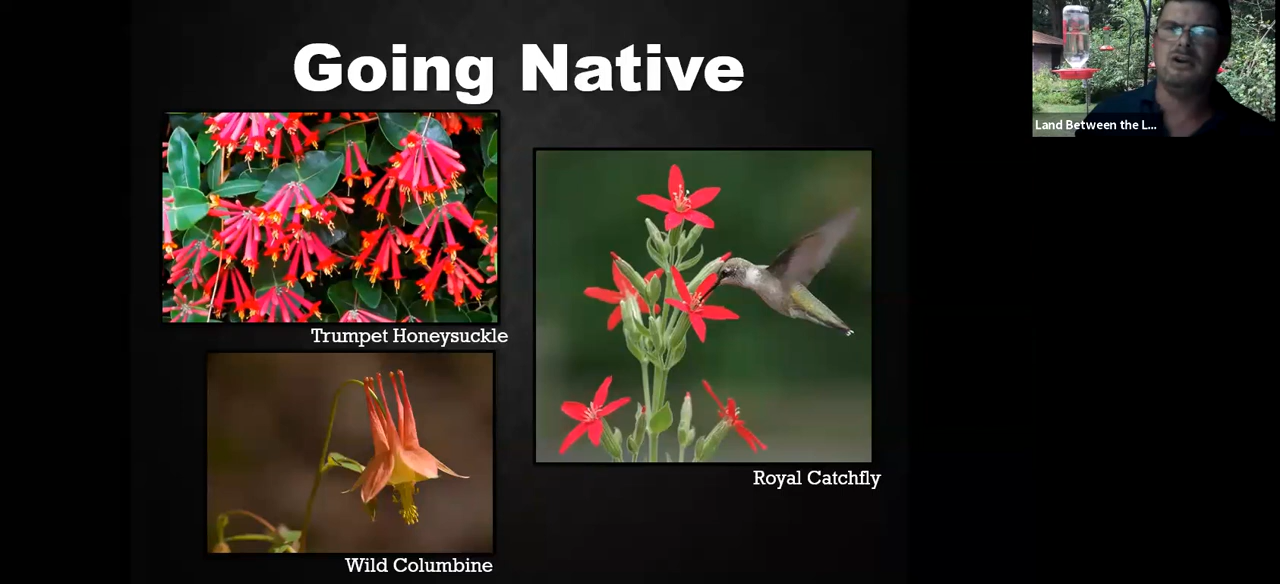 Going Native
Land Between the L...
Trumpet Honeysuckle
Royal Catchfly
Wild Columbine